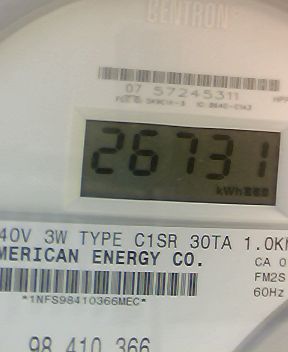 CENTRON
07 57245311
26731
kWh
40V 3W TYPE C1SR 30TA 1.0K
MERICAN ENERGY CO.
CA 0
FM2S
60Hz
*1NFS98410366MEC*
98 410 366